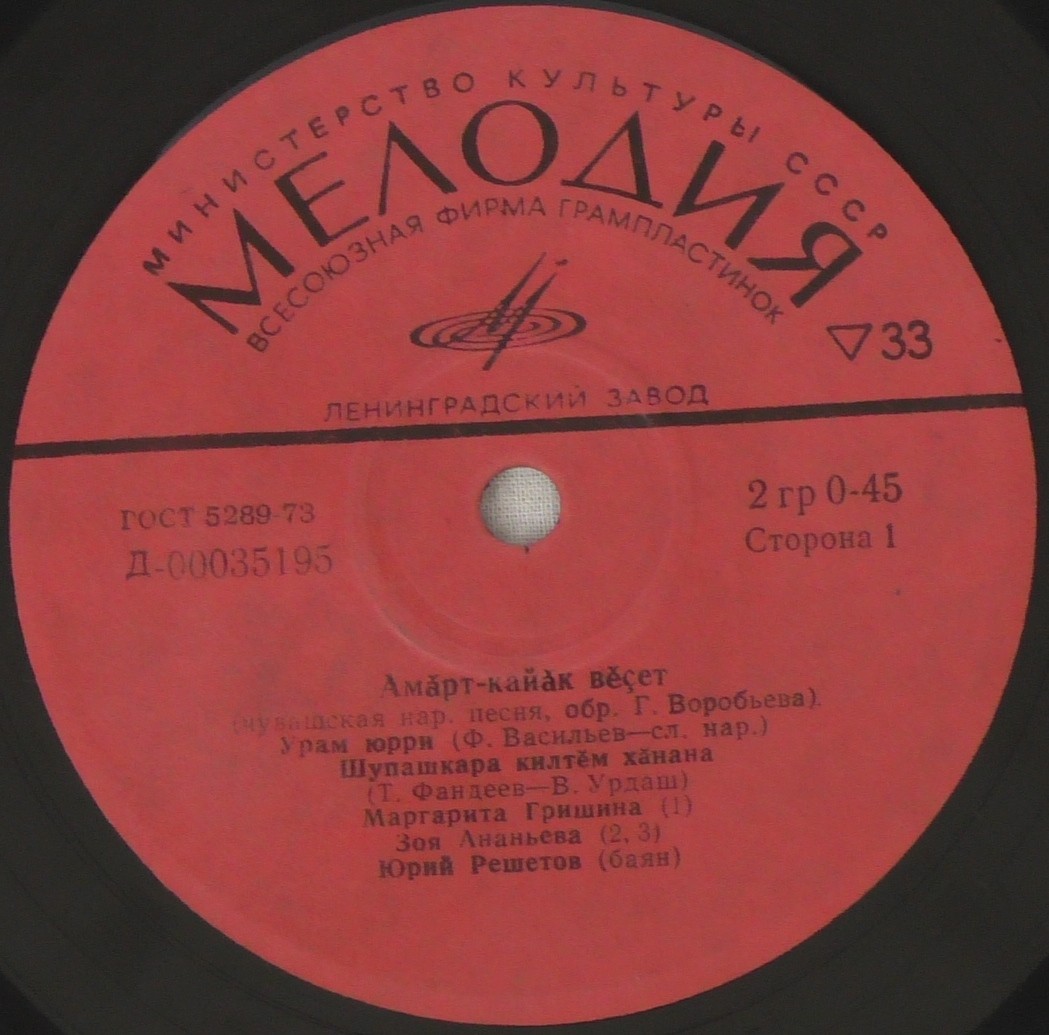 МИНИСТЕРСТВО КУЛЬТУРЫ СССР
МЕЛОДИЯ
ВСЕСОЮЗНАЯ ФИРМА ГРАМПЛАСТИНОК
33
ЛЕНИНГРАДСКИЙ ЗАВОД
ГОСТ 5289-73
Д-00035195
2 гр 0-45
Сторона 1
Амӑрт-кайӑк вӗҫет
(чувашская нар. песня, обр. Г. Воробьева).
Урам юрри (Ф. Васильев—сл. нар.)
Шупашкара килтӗм хӑнана
(Т. Фандеев—В. Урдаш)
Маргарита Гришина (1)
Зоя Ананьева (2, 3)
Юрий Решетов (баян)